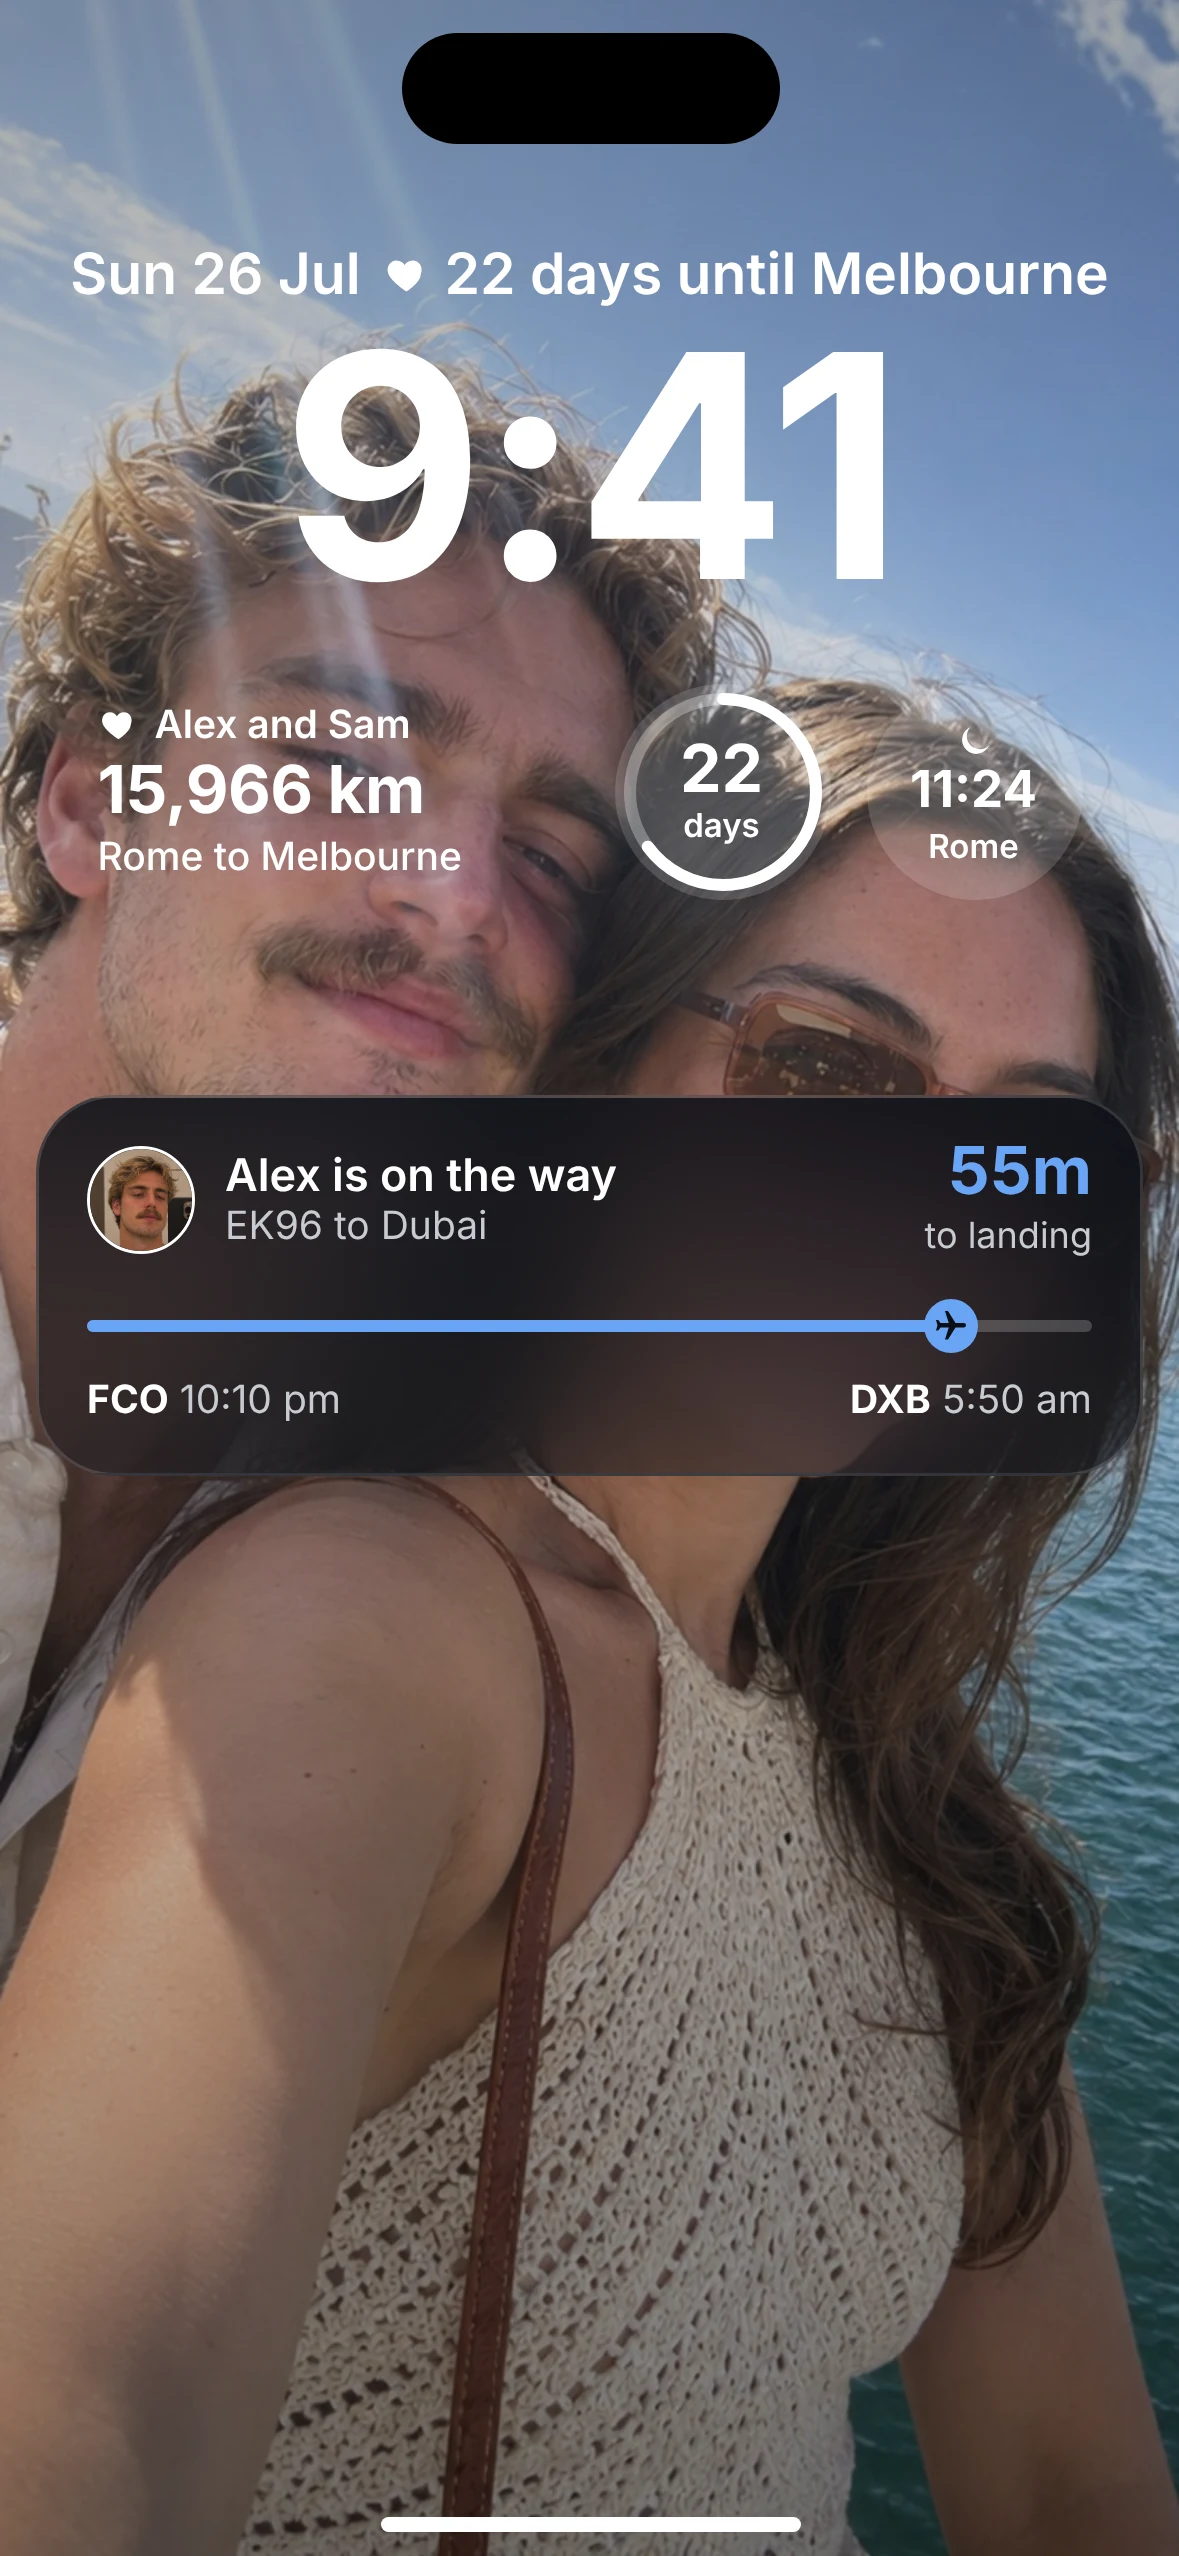 Sun 26 Jul ♥ 22 days until Melbourne
9:41
♥ Alex and Sam
15,966 km
Rome to Melbourne
22
days
11:24
Rome
Alex is on the way
EK96 to Dubai
55m
to landing
FCO 10:10 pm
DXB 5:50 am